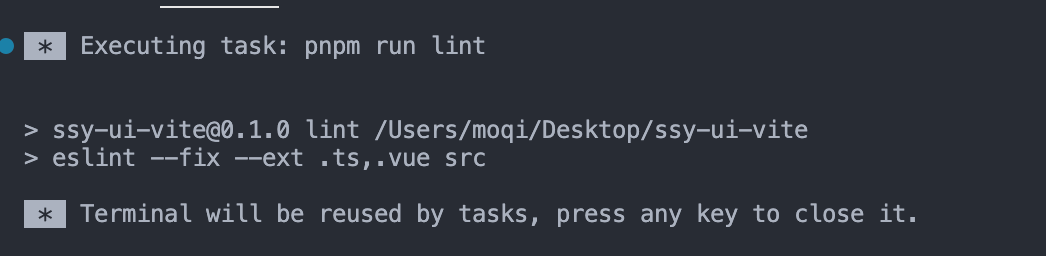 * Executing task: pnpm run lint
> ssy-ui-vite@0.1.0 lint /Users/moqi/Desktop/ssy-ui-vite
> eslint --fix --ext .ts,.vue src
* Terminal will be reused by tasks, press any key to close it.